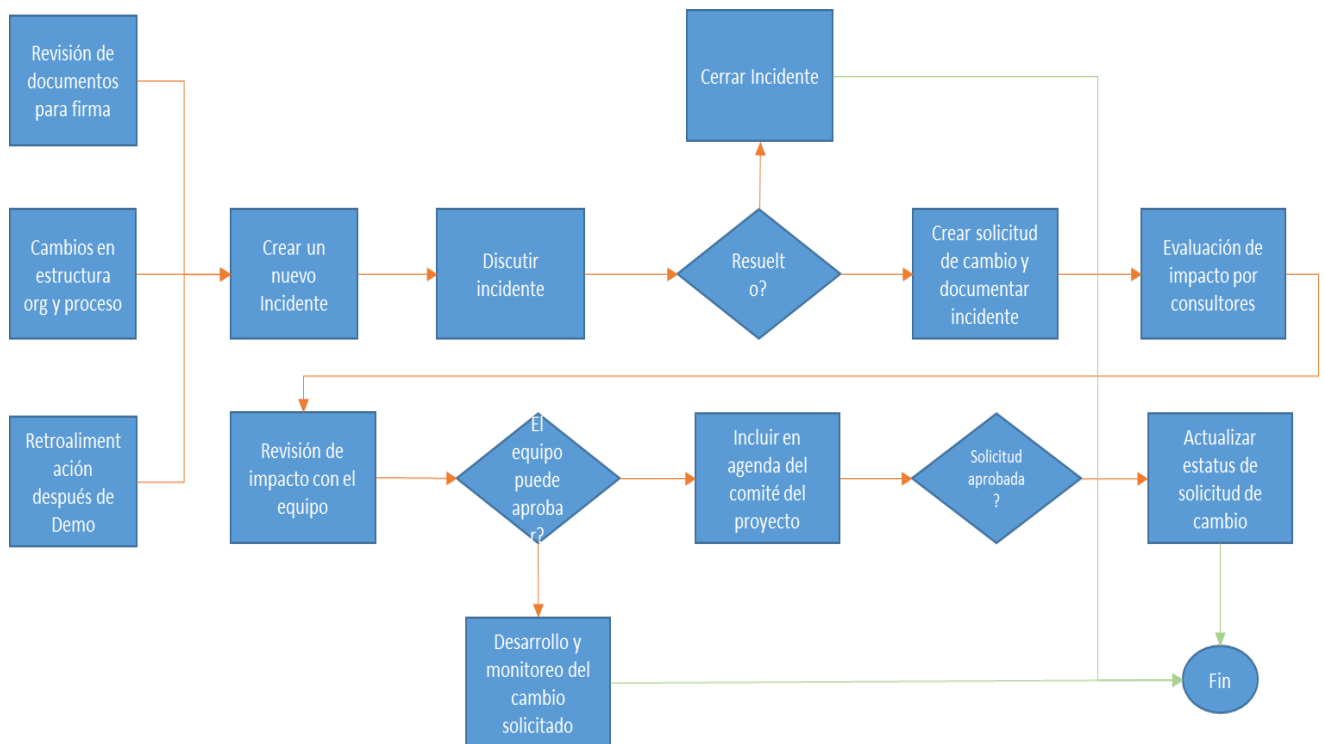 Revisión de
documentos
para firma
Cerrar Incidente
Cambios en
estructura
org y proceso
Crear un
nuevo
Incidente
Discutir
incidente
Resuelt
o?
Crear solicitud
de cambio y
documentar
incidente
Evaluación de
impacto por
consultores
Retroaliment
ación
después de
Demo
Revisión de
impacto con el
equipo
El
equipo
puede
aproba
r?
Incluir en
agenda del
comité del
proyecto
Solicitud
aprobada
?
Actualizar
estatus de
solicitud de
cambio
Desarrollo y
monitoreo del
cambio
solicitado
Fin